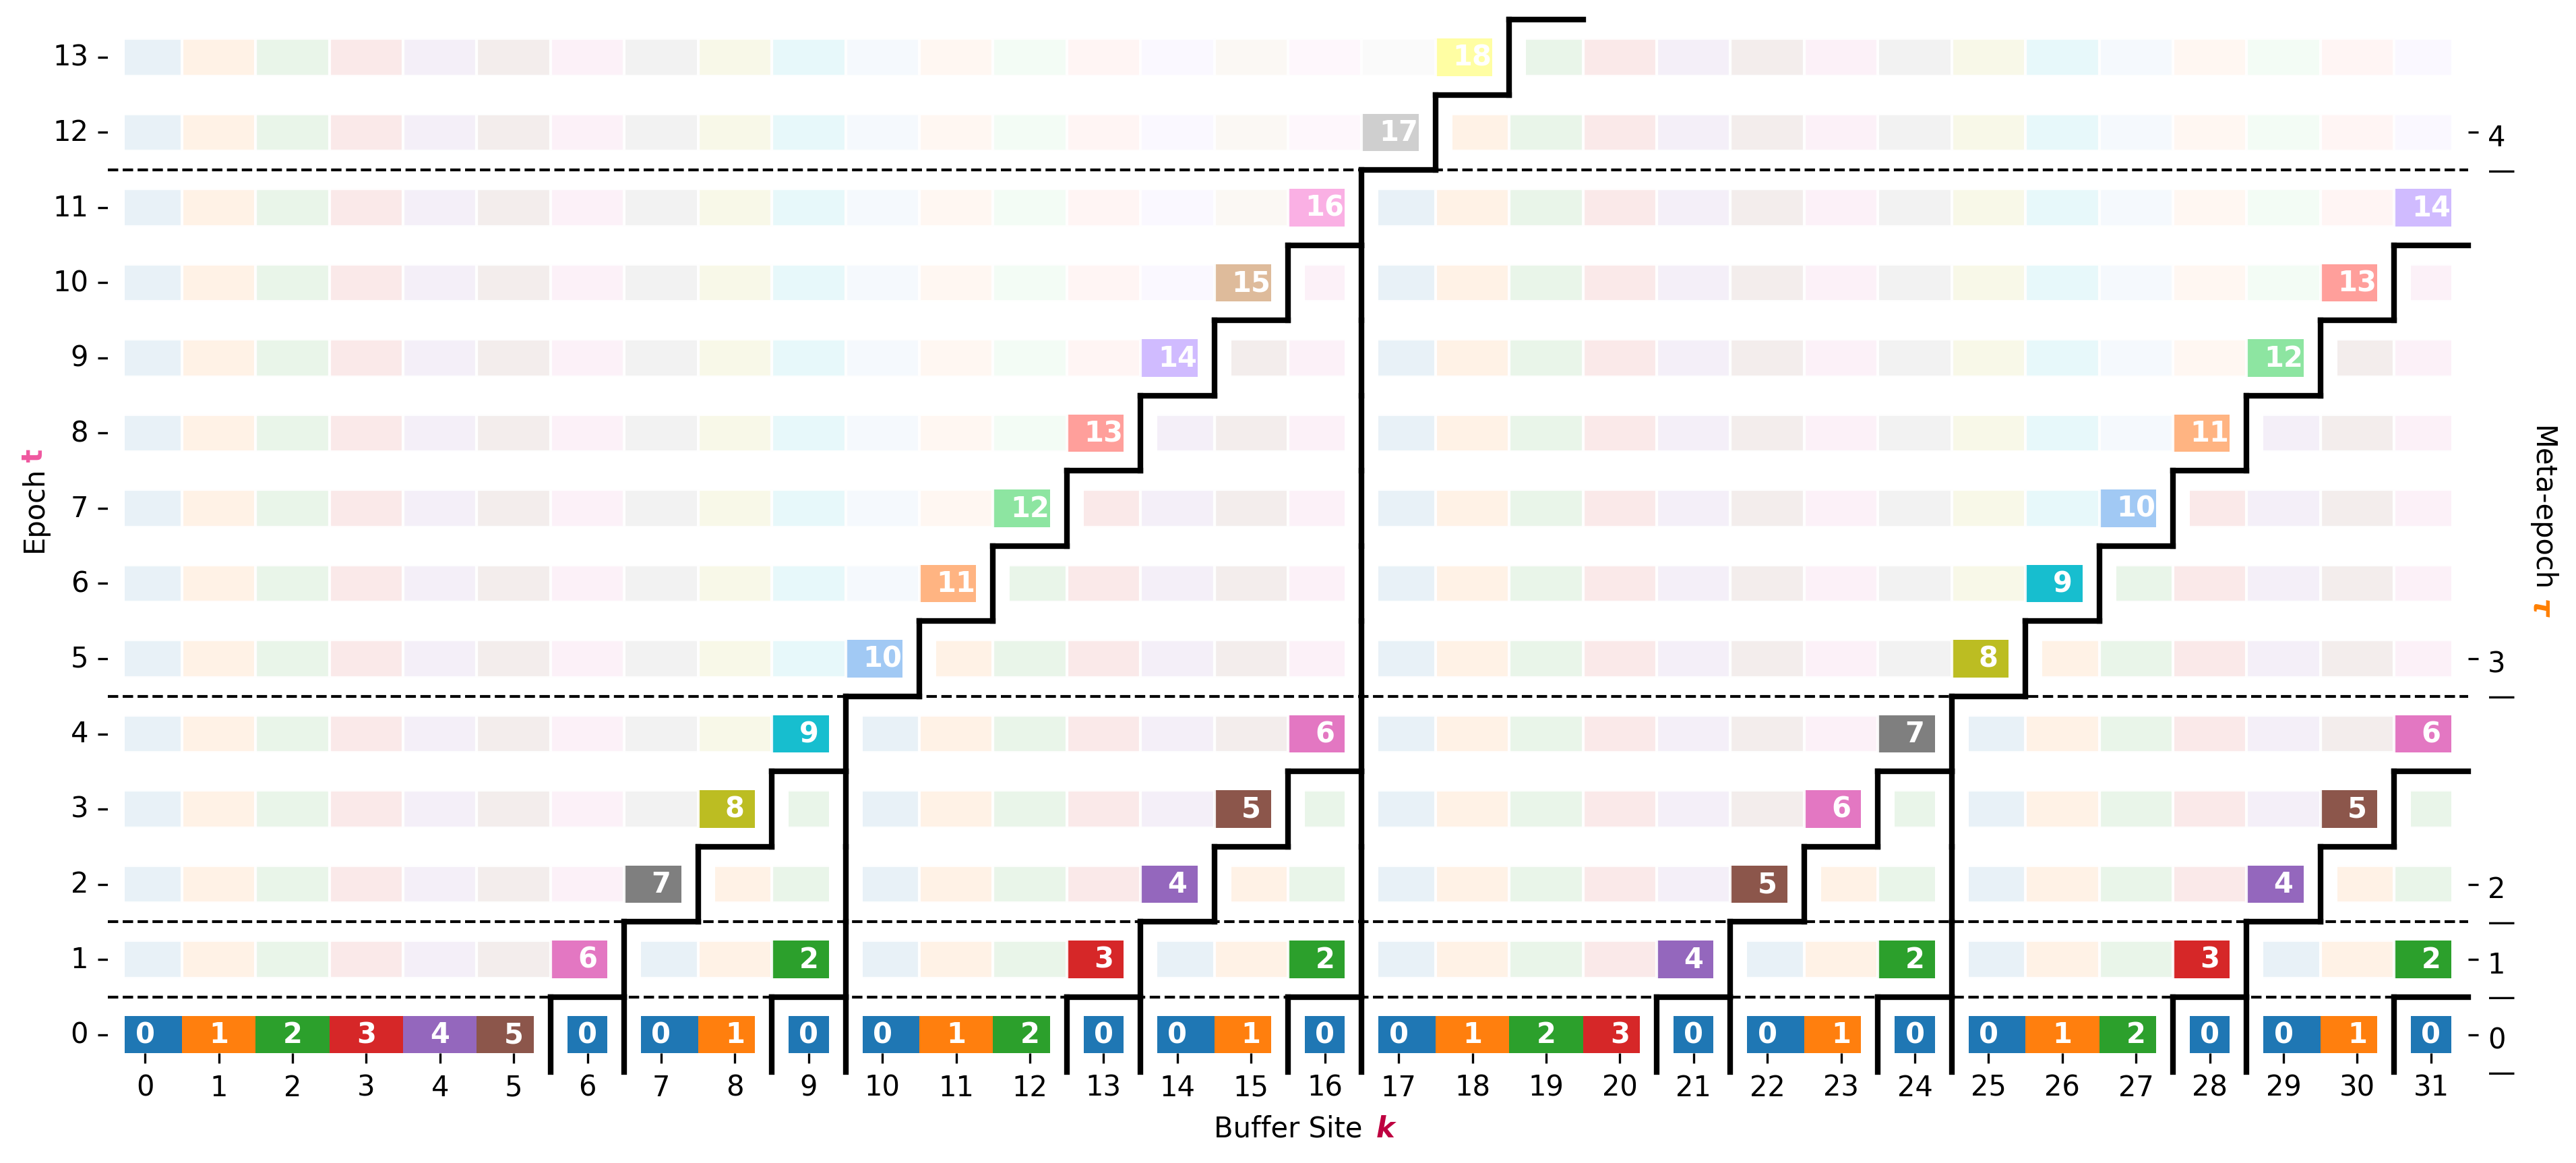 13 18
12 17 4
11 16 14
10 15 13
9 14 12
8 13 11
7 12 10
6 11 9
5 10 8 3
4 9 6 7 6
3 8 5 6 5
2 7 4 5 4 2
1 6 2 3 2 4 2 3 2 1
0 0 1 2 3 4 5 0 0 1 0 0 1 2 0 0 1 0 0 1 2 3 0 0 1 0 0 1 2 0 0 1 0 0
0 1 2 3 4 5 6 7 8 9 10 11 12 13 14 15 16 17 18 19 20 21 22 23 24 25 26 27 28 29 30 31
Buffer Site k
Epoch t
Meta-epoch τ